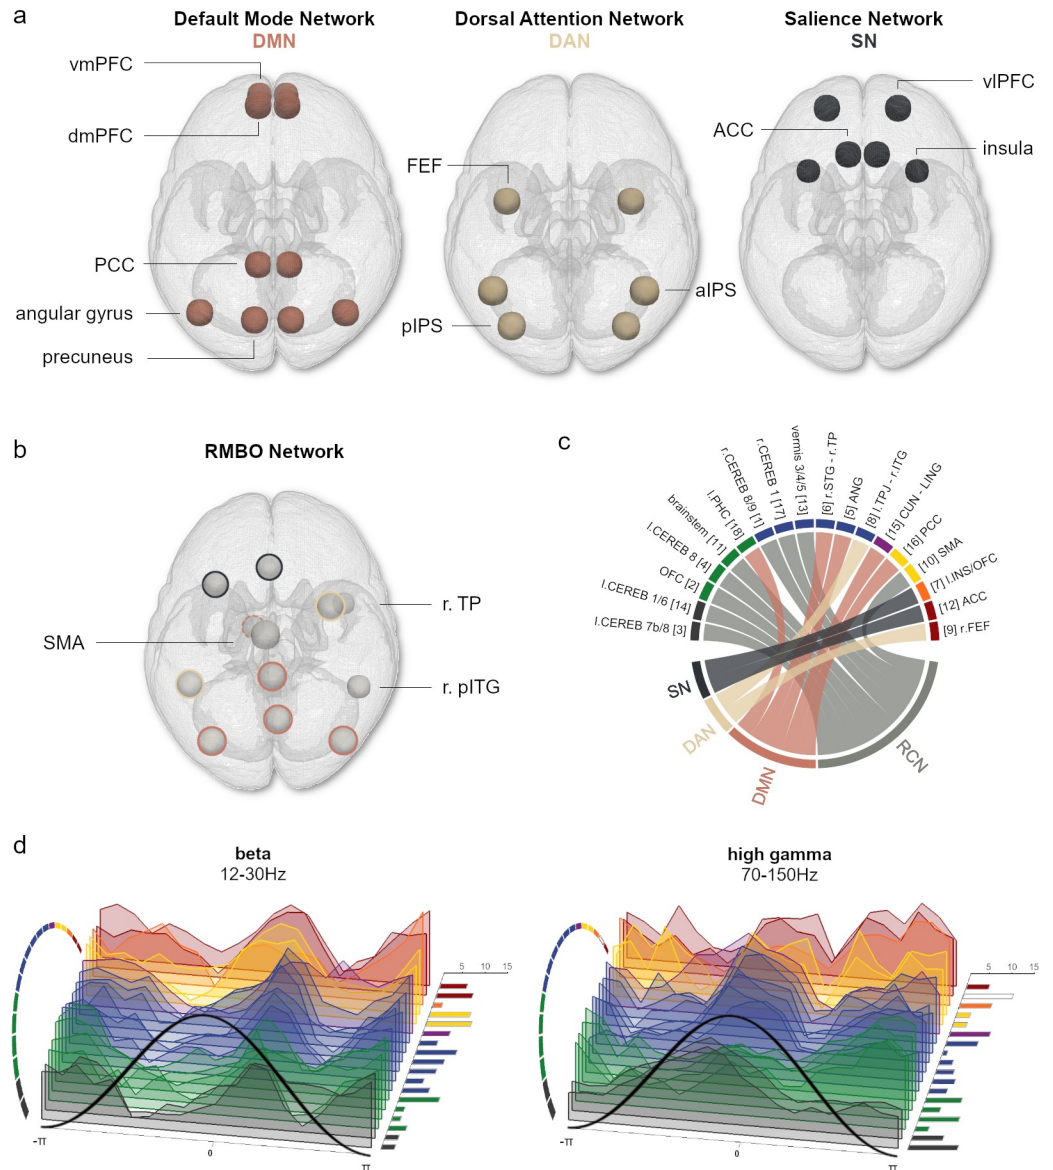 a
Default Mode Network
DMN
Dorsal Attention Network
DAN
Salience Network
SN
vmPFC
dmPFC
PCC
angular gyrus
precuneus
FEF
aIPS
pIPS
vlPFC
ACC
insula
b
RMBO Network
r. TP
SMA
r. pITG
c
l.CEREB 7b/8 [3]
l.CEREB 1/6 [14]
OFC [2]
l.CEREB 8 [4]
brainstem [11]
l.PHC [18]
r.CEREB 8/9 [1]
r.CEREB 1 [17]
vermis 3/4/5 [13]
[6] r.STG - r.TP
[5] ANG
[8] l.TPJ - r.ITG
[15] CUN - LING
[16] PCC
[10] SMA
[7] l.INS/OFC
[12] ACC
[9] r.FEF
SN
DAN
DMN
RCN
d
beta
12-30Hz
5 10 15
-π 0 π
high gamma
70-150Hz
5 10 15
-π 0 π